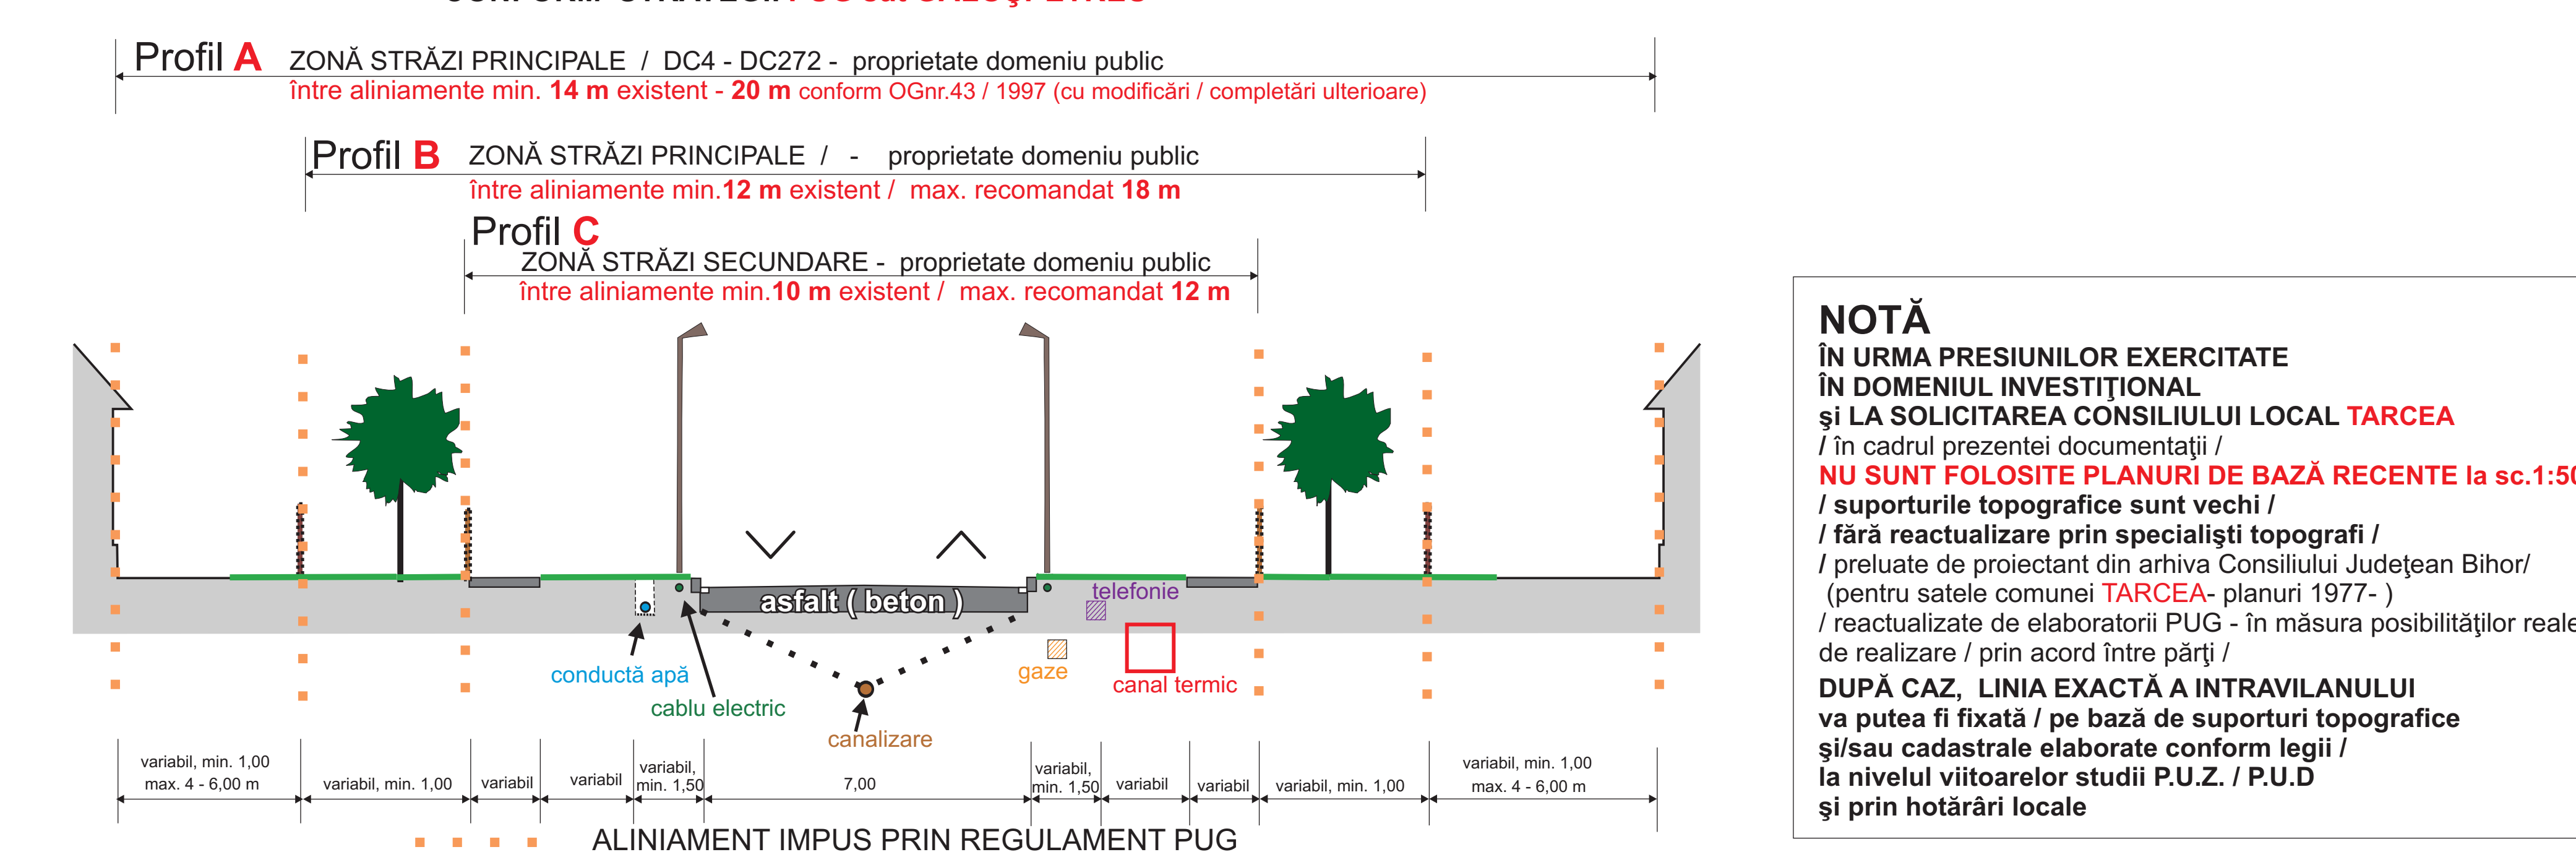 Profil A ZONĂ STRĂZI PRINCIPALE / DC4 - DC272 - proprietate domeniu public
între aliniamente min. 14 m existent - 20 m conform OGnr.43 / 1997 (cu modificări / completări ulterioare)
Profil B ZONĂ STRĂZI PRINCIPALE / - proprietate domeniu public
între aliniamente min.12 m existent / max. recomandat 18 m
Profil C
ZONĂ STRĂZI SECUNDARE - proprietate domeniu public
între aliniamente min.10 m existent / max. recomandat 12 m
asfalt ( beton )
telefonie
conductă apă
gaze
canal termic
cablu electric
canalizare
variabil, min. 1,00
max. 4 - 6,00 m
variabil, min. 1,00
variabil
variabil
variabil,
min. 1,50
7,00
variabil,
min. 1,50
variabil
variabil
variabil, min. 1,00
variabil, min. 1,00
max. 4 - 6,00 m
ALINIAMENT IMPUS PRIN REGULAMENT PUG
NOTĂ
ÎN URMA PRESIUNILOR EXERCITATE
ÎN DOMENIUL INVESTIŢIONAL
şi LA SOLICITAREA CONSILIULUI LOCAL TARCEA
/ în cadrul prezentei documentaţii /
NU SUNT FOLOSITE PLANURI DE BAZĂ RECENTE la sc.1:50
/ suporturile topografice sunt vechi /
/ fără reactualizare prin specialişti topografi /
/ preluate de proiectant din arhiva Consiliului Judeţean Bihor/
(pentru satele comunei TARCEA- planuri 1977- )
/ reactualizate de elaboratorii PUG - în măsura posibilităţilor reale
de realizare / prin acord între părţi /
DUPĂ CAZ, LINIA EXACTĂ A INTRAVILANULUI
va putea fi fixată / pe bază de suporturi topografice
şi/sau cadastrale elaborate conform legii /
la nivelul viitoarelor studii P.U.Z. / P.U.D
şi prin hotărâri locale